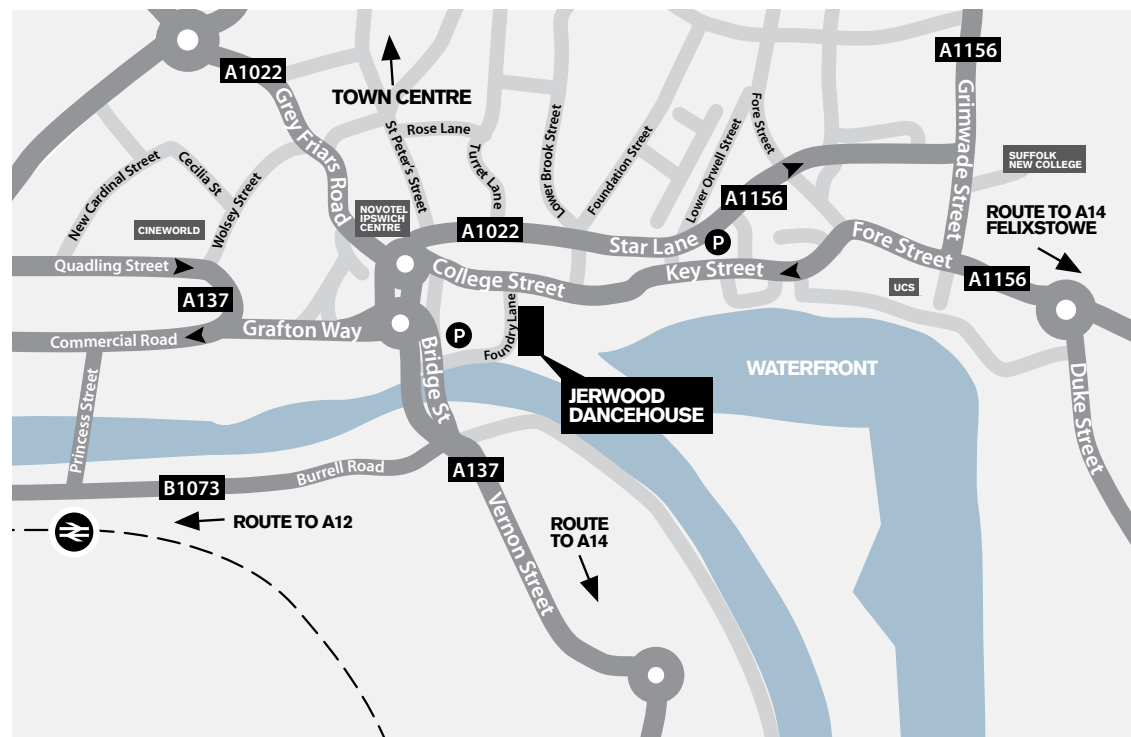 A1156
A1022
TOWN CENTRE
Grey Friars Road
Rose Lane
St Peter's Street
Turret Lane
Lower Brook Street
Foundation Street
Lower Orwell Street
Fore Street
Grimwade Street
SUFFOLK
NEW COLLEGE
New Cardinal Street
Cecilia St
Wolsey Street
CINEWORLD
NOVOTEL
IPSWICH
CENTRE
A1022
A1156
Star Lane
P
ROUTE TO A14
FELIXSTOWE
Fore Street
A1156
Quadling Street
A137
College Street
Key Street
UCS
Grafton Way
Commercial Road
Bridge St
P
Foundry Lane
WATERFRONT
JERWOOD
DANCEHOUSE
Duke Street
Princess Street
Burrell Road
A137
B1073
ROUTE TO A12
Vernon Street
ROUTE
TO A14